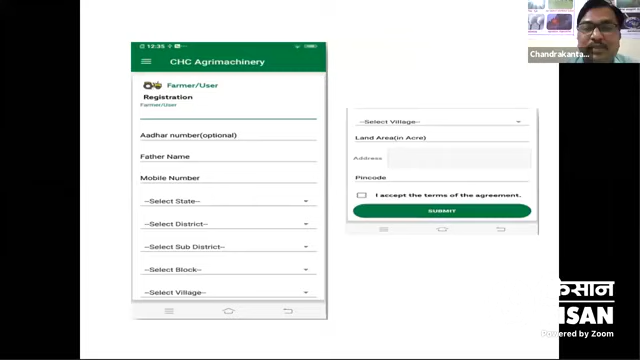 12:35
CHC Agrimachinery
Farmer/User
Registration
Farmer/User
Aadhar number(optional)
Father Name
Mobile Number
--Select State--
--Select District--
--Select Sub District--
--Select Block--
--Select Village--
--Select Village--
Land Area(in Acre)
Address
Pincode
I accept the terms of the agreement.
SUBMIT
Chandrakanta...
किसान
Powered by Zoom